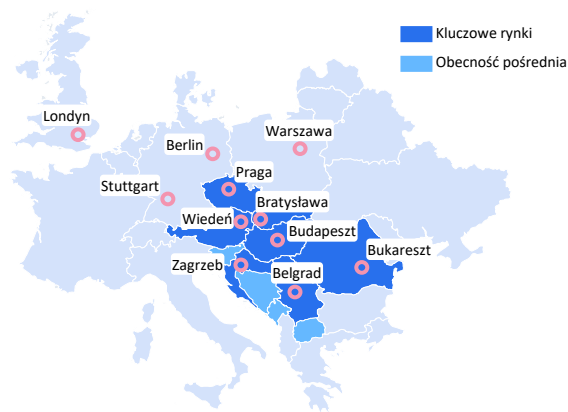 Kluczowe rynki
Obecność pośrednia
Londyn
Warszawa
Berlin
Praga
Stuttgart
Bratysława
Wiedeń
Budapeszt
Bukareszt
Zagrzeb
Belgrad